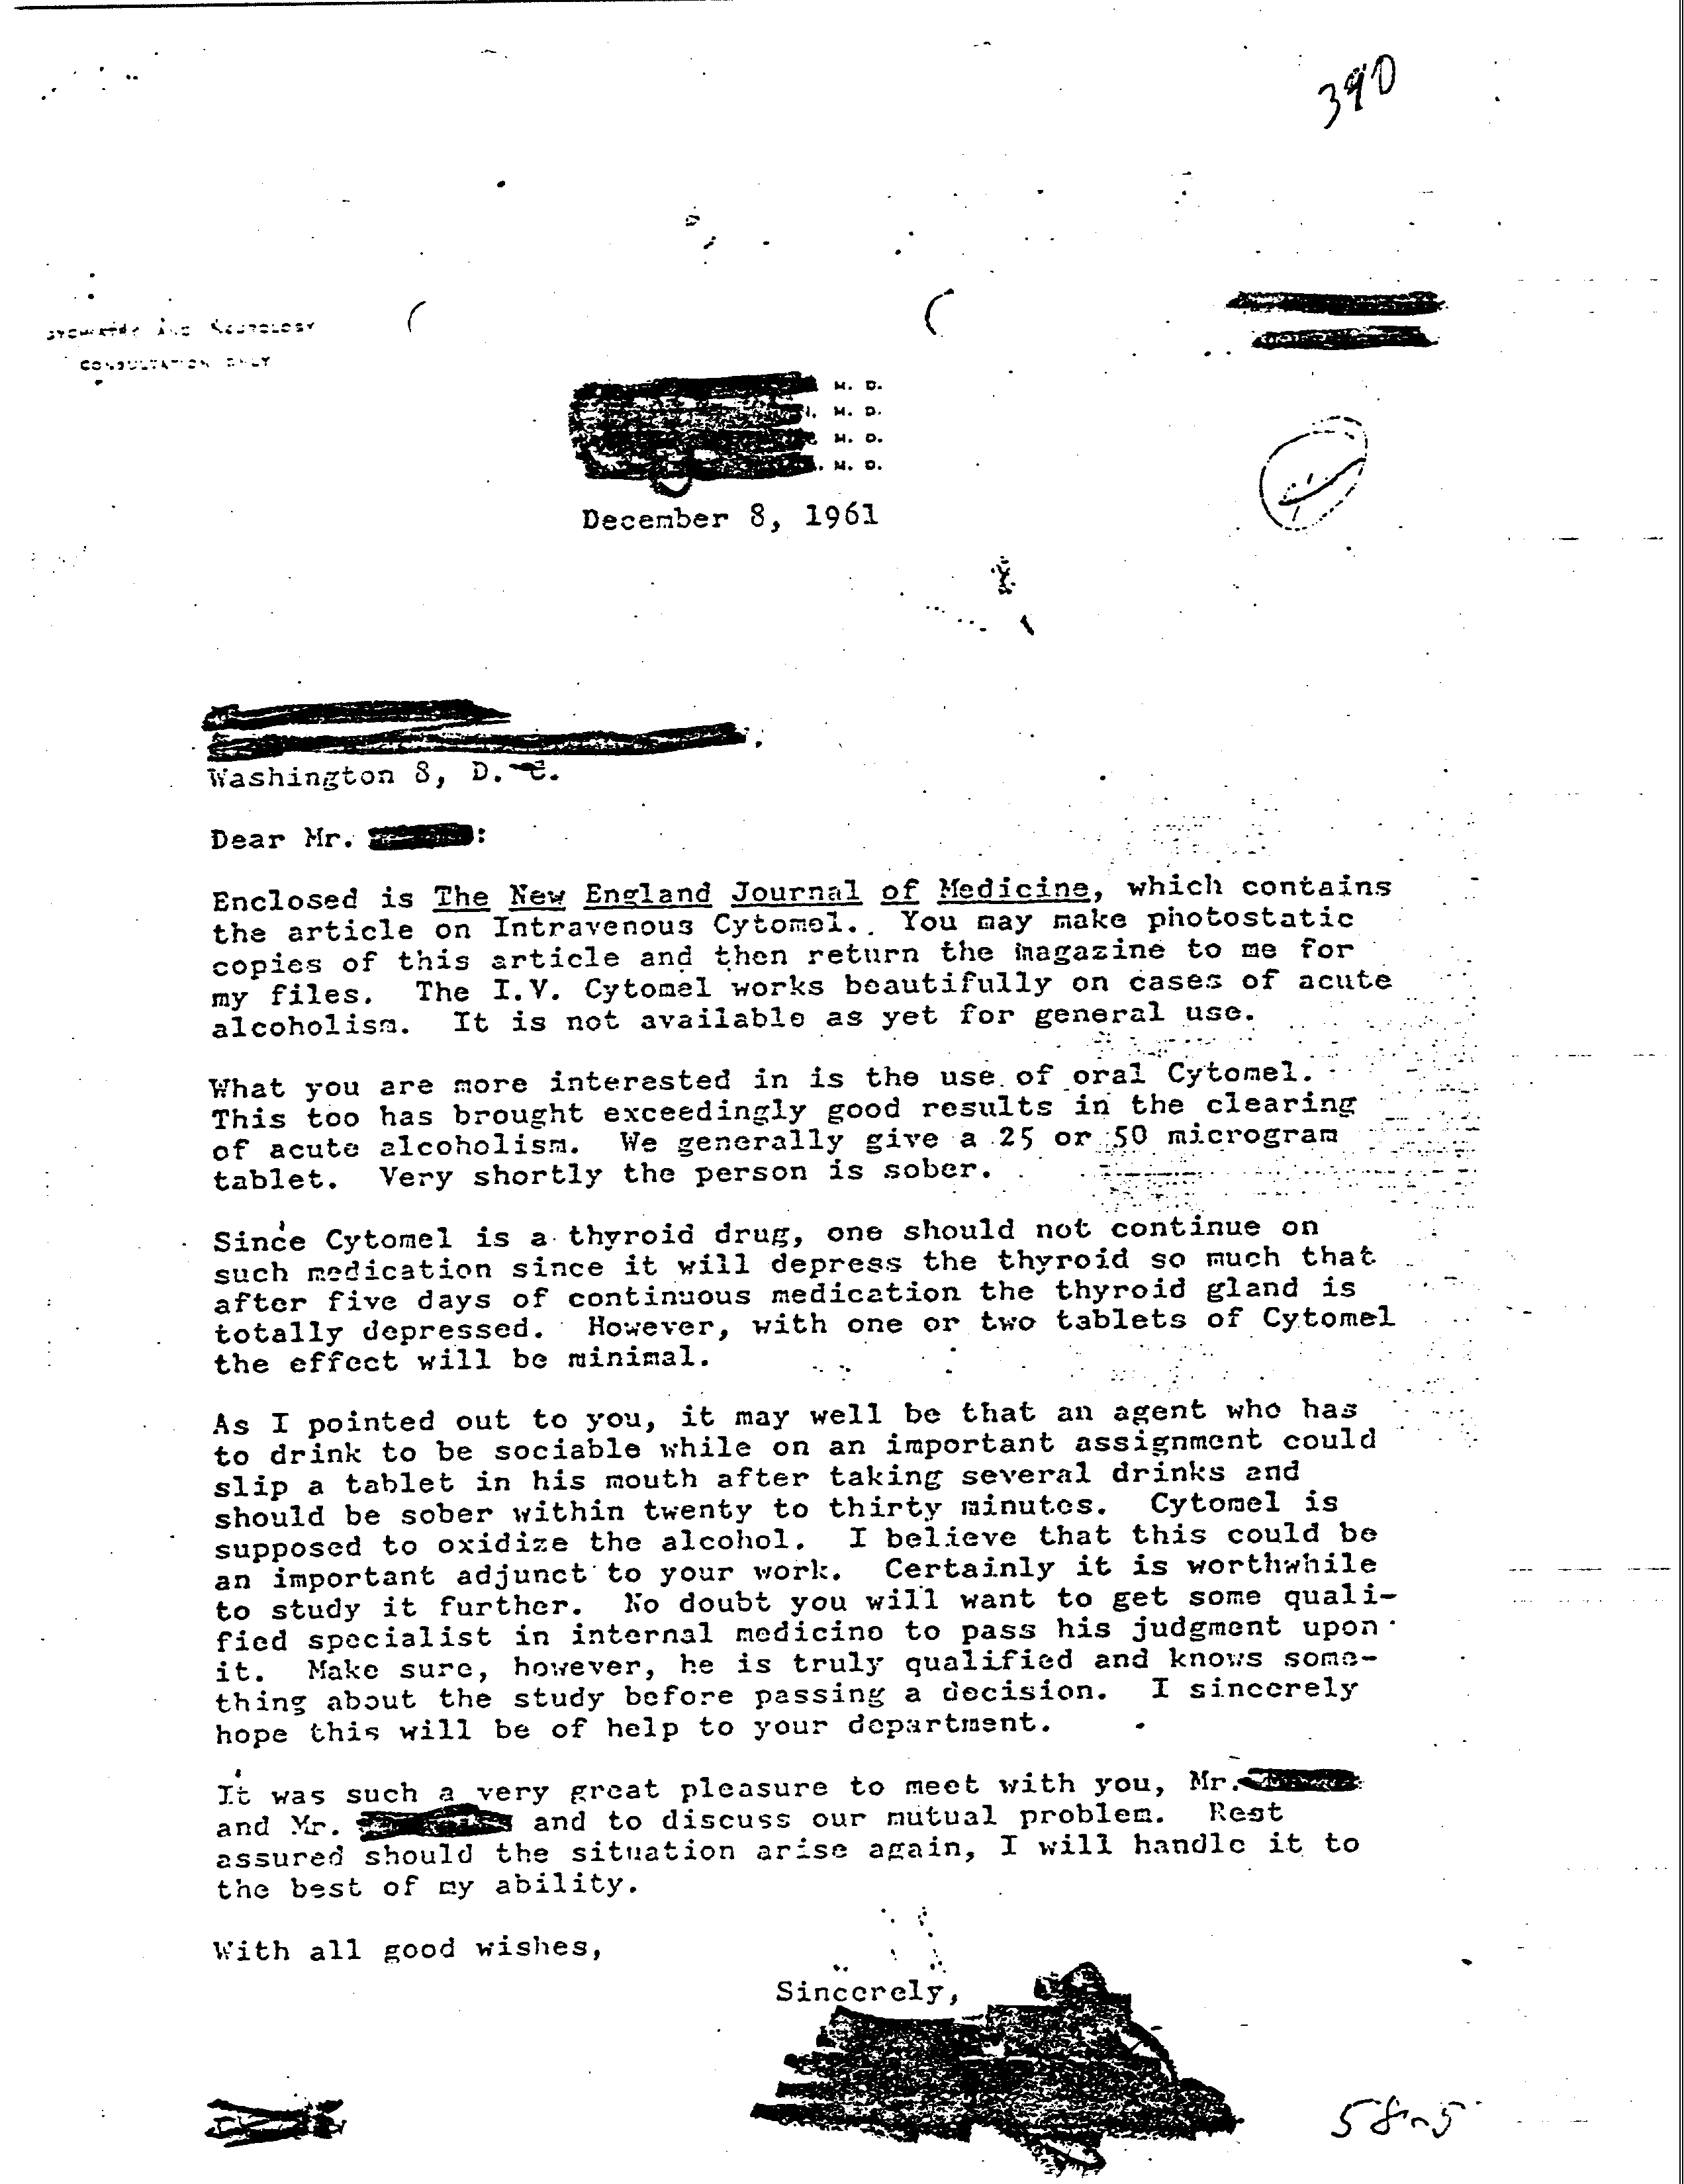 390
PSYCHIATRY AND NEUROLOGY
CONSULTATION ONLY
M. D.
M. D.
M. D.
M. D.
December 8, 1961
Washington 8, D. C.
Dear Mr. :
Enclosed is The New England Journal of Medicine, which contains
the article on Intravenous Cytomel. You may make photostatic
copies of this article and then return the magazine to me for
my files. The I.V. Cytomel works beautifully on cases of acute
alcoholism. It is not available as yet for general use.
What you are more interested in is the use of oral Cytomel.
This too has brought exceedingly good results in the clearing
of acute alcoholism. We generally give a 25 or 50 microgram
tablet. Very shortly the person is sober.
Since Cytomel is a thyroid drug, one should not continue on
such medication since it will depress the thyroid so much that
after five days of continuous medication the thyroid gland is
totally depressed. However, with one or two tablets of Cytomel
the effect will be minimal.
As I pointed out to you, it may well be that an agent who has
to drink to be sociable while on an important assignment could
slip a tablet in his mouth after taking several drinks and
should be sober within twenty to thirty minutes. Cytomel is
supposed to oxidize the alcohol. I believe that this could be
an important adjunct to your work. Certainly it is worthwhile
to study it further. No doubt you will want to get some quali-
fied specialist in internal medicine to pass his judgment upon
it. Make sure, however, he is truly qualified and knows some-
thing about the study before passing a decision. I sincerely
hope this will be of help to your department.
It was such a very great pleasure to meet with you, Mr.
and Mr. and to discuss our mutual problem. Rest
assured should the situation arise again, I will handle it to
the best of my ability.
With all good wishes,
Sincerely,
58-5